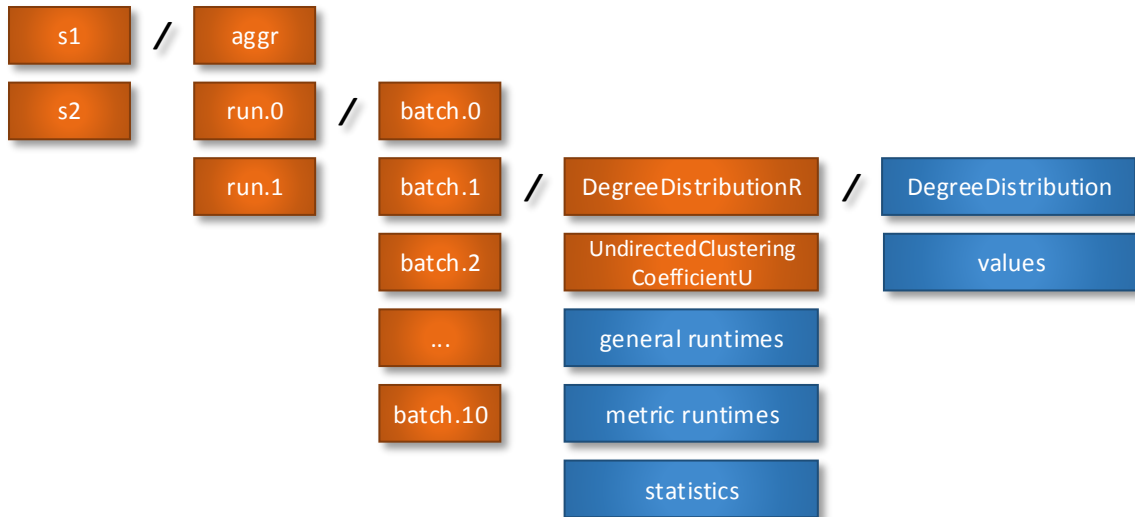 s1 / aggr
s2 run.0 / batch.0
run.1 batch.1 / DegreeDistributionR / DegreeDistribution
batch.2 UndirectedClustering
CoefficientU values
... general runtimes
batch.10 metric runtimes
statistics